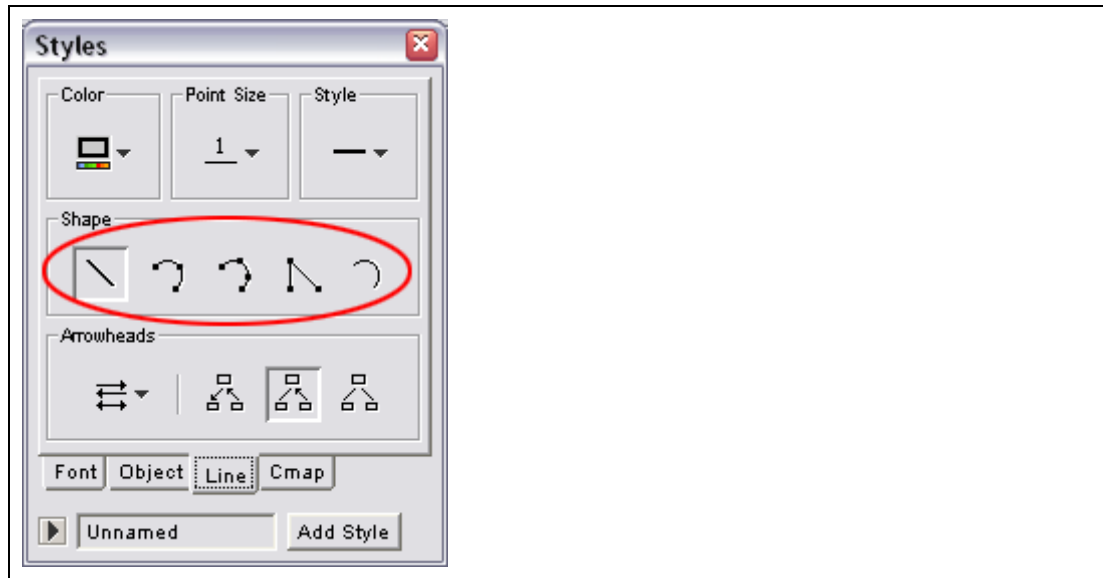 Styles
Color Point Size Style
1
Shape
Arrowheads
Font Object Line Cmap
Unnamed Add Style